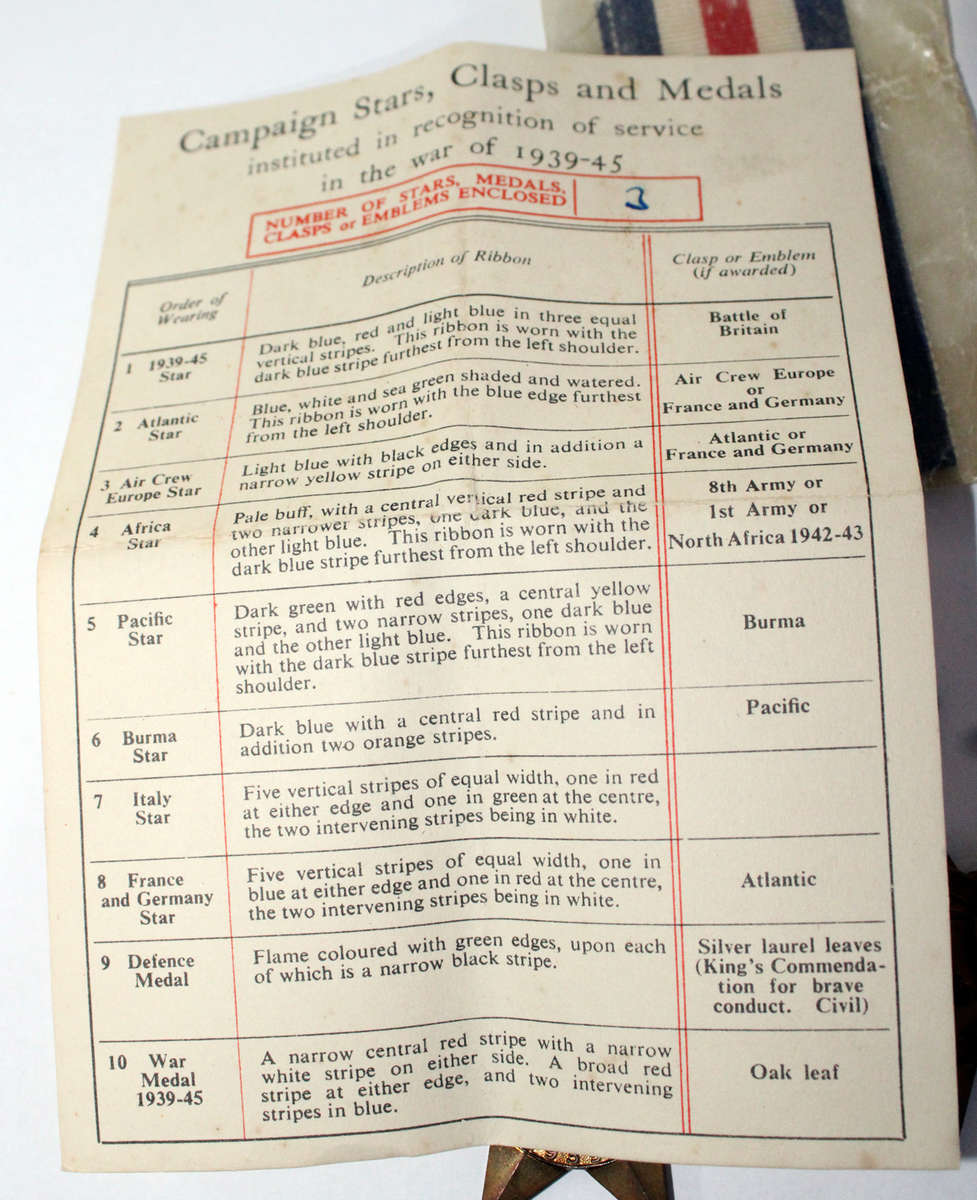 Campaign Stars, Clasps and Medals
instituted in recognition of service
in the war of 1939-45
NUMBER OF STARS, MEDALS,
CLASPS or EMBLEMS ENCLOSED
3
Order of
Wearing
Description of Ribbon
Clasp or Emblem
(if awarded)
1 1939-45
Star
Dark blue, red and light blue in three equal
vertical stripes. This ribbon is worn with the
dark blue stripe furthest from the left shoulder.
Battle of
Britain
2 Atlantic
Star
Blue, white and sea green shaded and watered.
This ribbon is worn with the blue edge furthest
from the left shoulder.
Air Crew Europe
or
France and Germany
3 Air Crew
Europe Star
Light blue with black edges and in addition a
narrow yellow stripe on either side.
Atlantic or
France and Germany
4 Africa
Star
Pale buff, with a central vertical red stripe and
two narrower stripes, one dark blue, and the
other light blue. This ribbon is worn with the
dark blue stripe furthest from the left shoulder.
8th Army or
1st Army or
North Africa 1942-43
5 Pacific
Star
Dark green with red edges, a central yellow
stripe, and two narrow stripes, one dark blue
and the other light blue. This ribbon is worn
with the dark blue stripe furthest from the left
shoulder.
Burma
6 Burma
Star
Dark blue with a central red stripe and in
addition two orange stripes.
Pacific
7 Italy
Star
Five vertical stripes of equal width, one in red
at either edge and one in green at the centre,
the two intervening stripes being in white.
8 France
and Germany
Star
Five vertical stripes of equal width, one in
blue at either edge and one in red at the centre,
the two intervening stripes being in white.
Atlantic
9 Defence
Medal
Flame coloured with green edges, upon each
of which is a narrow black stripe.
Silver laurel leaves
(King's Commenda-
tion for brave
conduct. Civil)
10 War
Medal
1939-45
A narrow central red stripe with a narrow
white stripe on either side. A broad red
stripe at either edge, and two intervening
stripes in blue.
Oak leaf